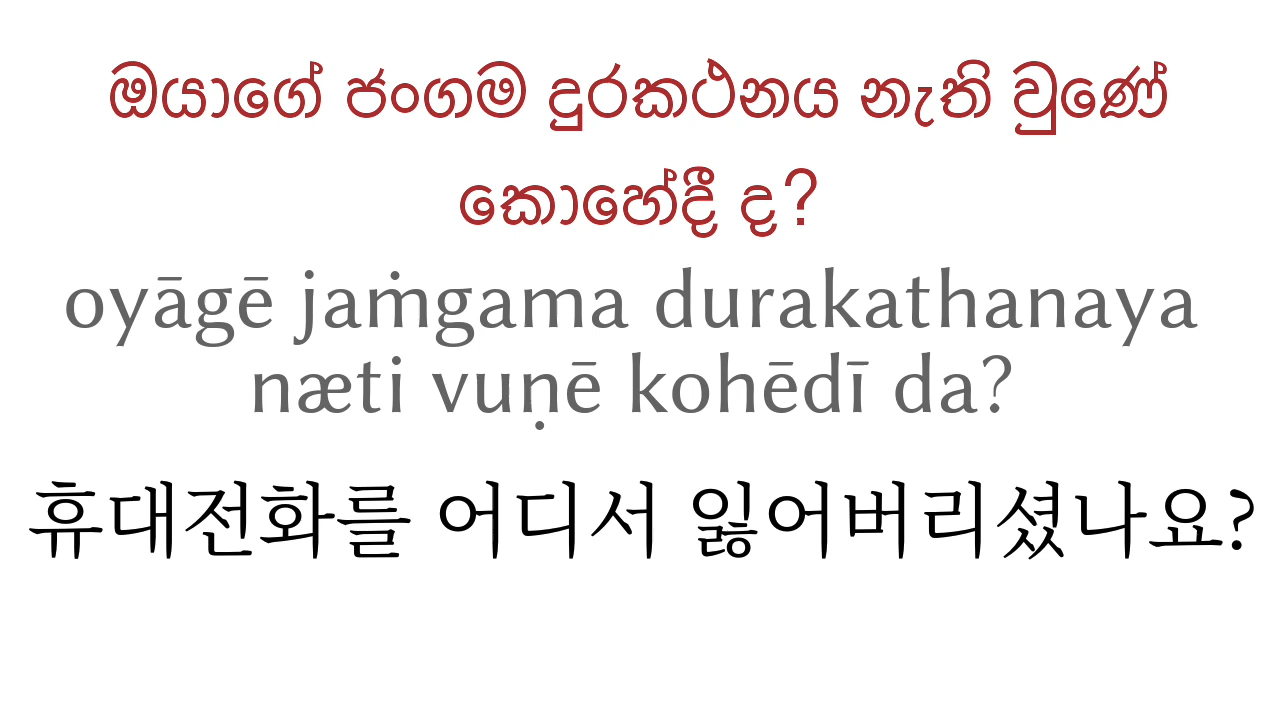 ඔයාගේ ජංගම දුරකථනය නැති වුණේ
කොහේදී ද?
oyāgē jaṁgama durakathanaya
næti vuṇē kohēdī da?
휴대전화를 어디서 잃어버리셨나요?